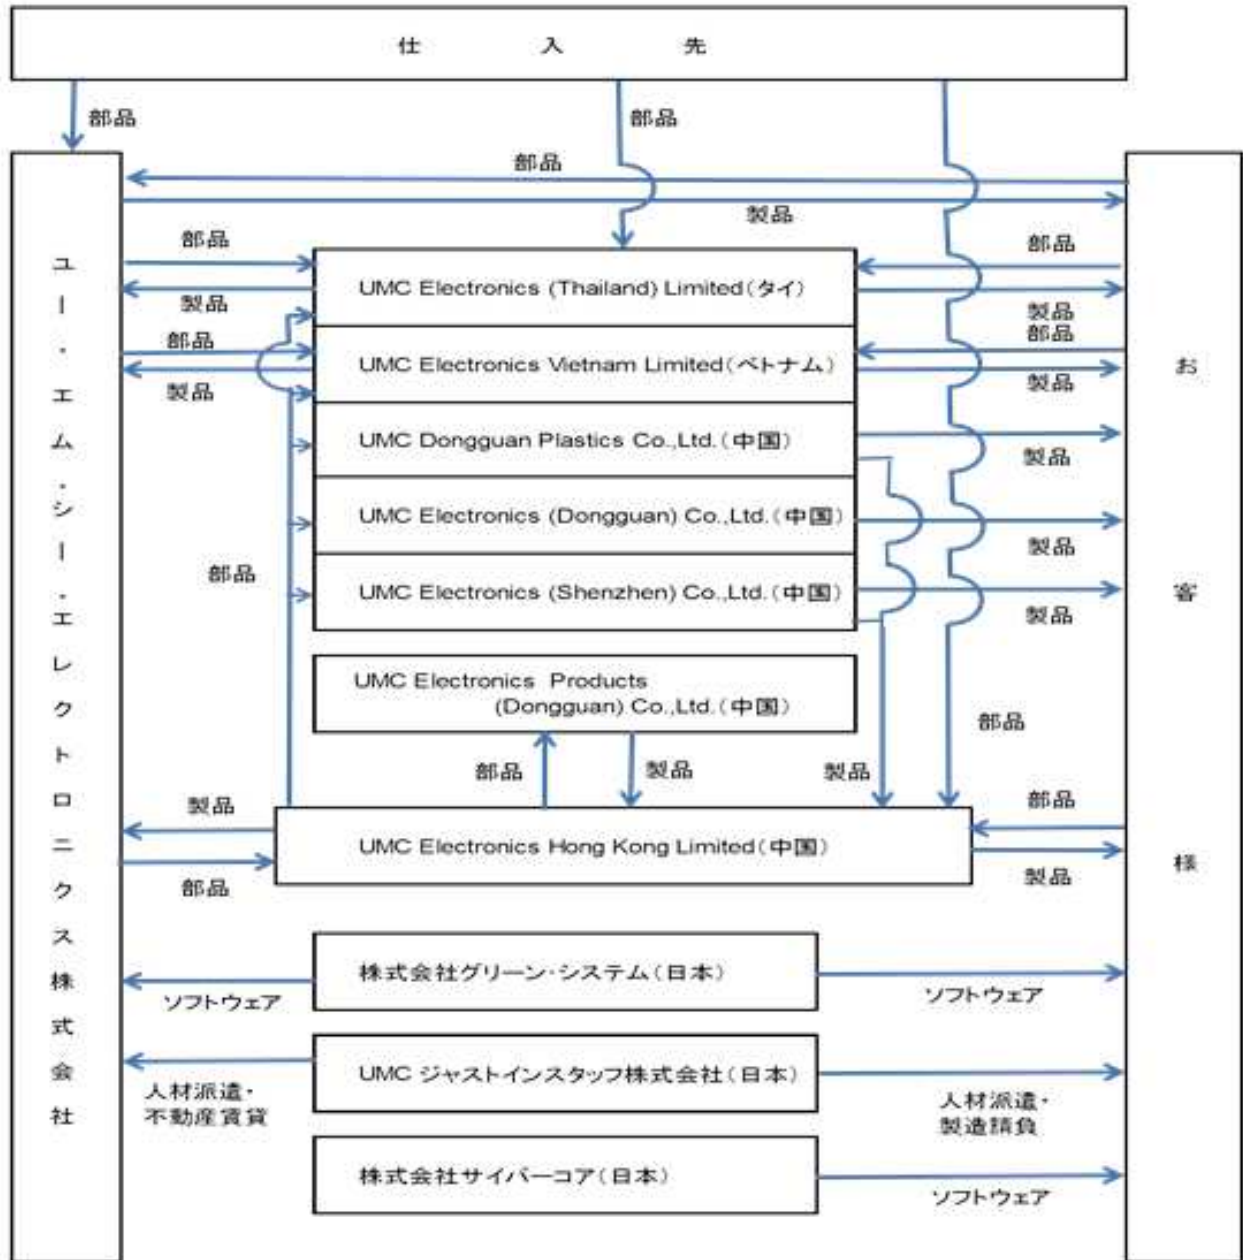 仕入先
部品
部品
部品
製品
部品
部品
製品
UMC Electronics (Thailand) Limited(タイ)
製品
部品
部品
製品
UMC Electronics Vietnam Limited(ベトナム)
製品
UMC Dongguan Plastics Co.,Ltd.(中国)
製品
UMC Electronics (Dongguan) Co.,Ltd.(中国)
製品
部品
UMC Electronics (Shenzhen) Co.,Ltd.(中国)
製品
UMC Electronics Products
(Dongguan) Co.,Ltd.(中国)
部品
部品
製品
製品
製品
部品
UMC Electronics Hong Kong Limited(中国)
部品
製品
ユー・エム・シー・エレクトロニクス株式会社
お客様
株式会社グリーン・システム(日本)
ソフトウェア
ソフトウェア
UMC ジャストインスタッフ株式会社(日本)
人材派遣・
不動産賃貸
人材派遣・
製造請負
株式会社サイバーコア(日本)
ソフトウェア